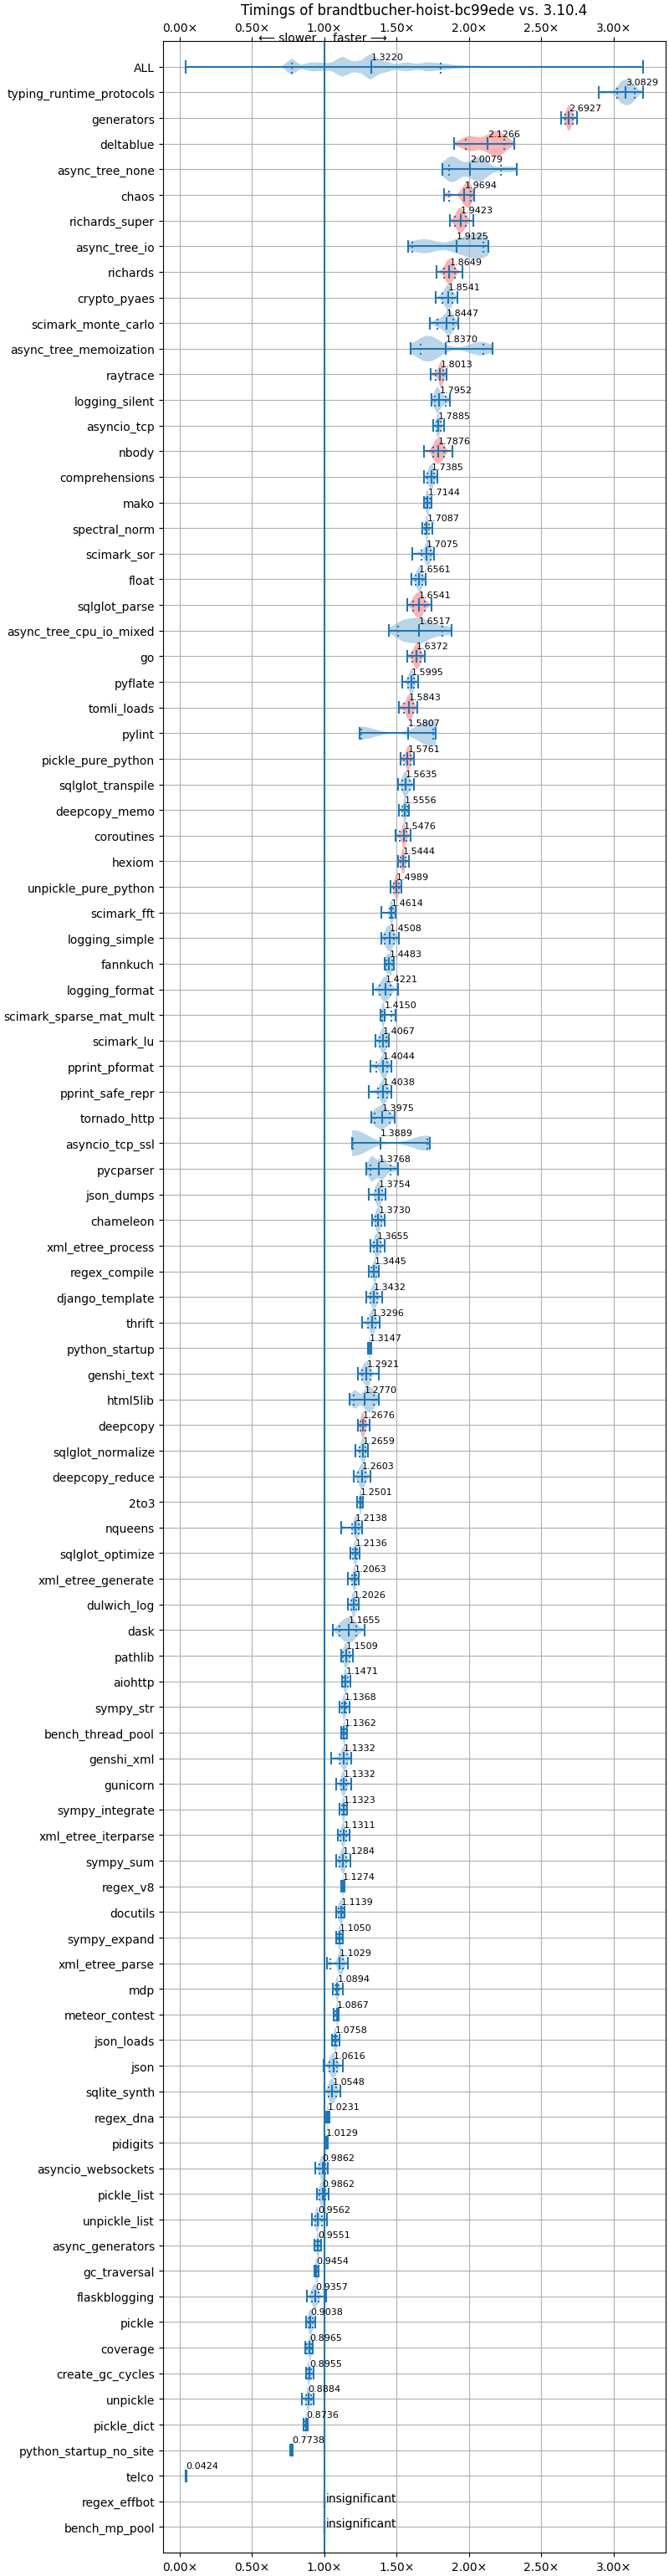 Timings of brandtbucher-hoist-bc99ede vs. 3.10.4
0.00× 0.50× 1.00× 1.50× 2.00× 2.50× 3.00×
⟵ slower faster ⟶
ALL 1.3220
typing_runtime_protocols 3.0829
generators 2.6927
deltablue 2.1266
async_tree_none 2.0079
chaos 1.9694
richards_super 1.9423
async_tree_io 1.9125
richards 1.8649
crypto_pyaes 1.8541
scimark_monte_carlo 1.8447
async_tree_memoization 1.8370
raytrace 1.8013
logging_silent 1.7952
asyncio_tcp 1.7885
nbody 1.7876
comprehensions 1.7385
mako 1.7144
spectral_norm 1.7087
scimark_sor 1.7075
float 1.6561
sqlglot_parse 1.6541
async_tree_cpu_io_mixed 1.6517
go 1.6372
pyflate 1.5995
tomli_loads 1.5843
pylint 1.5807
pickle_pure_python 1.5761
sqlglot_transpile 1.5635
deepcopy_memo 1.5556
coroutines 1.5476
hexiom 1.5444
unpickle_pure_python 1.4989
scimark_fft 1.4614
logging_simple 1.4508
fannkuch 1.4483
logging_format 1.4221
scimark_sparse_mat_mult 1.4150
scimark_lu 1.4067
pprint_pformat 1.4044
pprint_safe_repr 1.4038
tornado_http 1.3975
asyncio_tcp_ssl 1.3889
pycparser 1.3768
json_dumps 1.3754
chameleon 1.3730
xml_etree_process 1.3655
regex_compile 1.3445
django_template 1.3432
thrift 1.3296
python_startup 1.3147
genshi_text 1.2921
html5lib 1.2770
deepcopy 1.2676
sqlglot_normalize 1.2659
deepcopy_reduce 1.2603
2to3 1.2501
nqueens 1.2138
sqlglot_optimize 1.2136
xml_etree_generate 1.2063
dulwich_log 1.2026
dask 1.1655
pathlib 1.1509
aiohttp 1.1471
sympy_str 1.1368
bench_thread_pool 1.1362
genshi_xml 1.1332
gunicorn 1.1332
sympy_integrate 1.1323
xml_etree_iterparse 1.1311
sympy_sum 1.1284
regex_v8 1.1274
docutils 1.1139
sympy_expand 1.1050
xml_etree_parse 1.1029
mdp 1.0894
meteor_contest 1.0867
json_loads 1.0758
json 1.0616
sqlite_synth 1.0548
regex_dna 1.0231
pidigits 1.0129
asyncio_websockets 0.9862
pickle_list 0.9862
unpickle_list 0.9562
async_generators 0.9551
gc_traversal 0.9454
flaskblogging 0.9357
pickle 0.9038
coverage 0.8965
create_gc_cycles 0.8955
unpickle 0.8884
pickle_dict 0.8736
python_startup_no_site 0.7738
telco 0.0424
regex_effbot insignificant
bench_mp_pool insignificant
0.00× 0.50× 1.00× 1.50× 2.00× 2.50× 3.00×